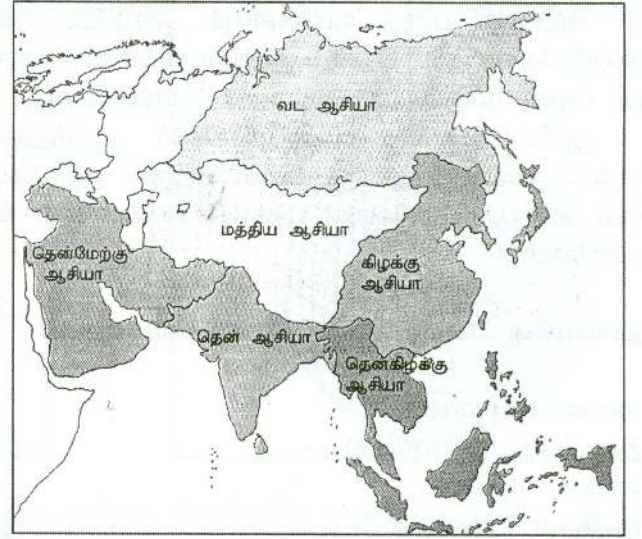 வட ஆசியா
மத்திய ஆசியா
தென்மேற்கு
ஆசியா
கிழக்கு
ஆசியா
தென் ஆசியா
தென்கிழக்கு
ஆசியா